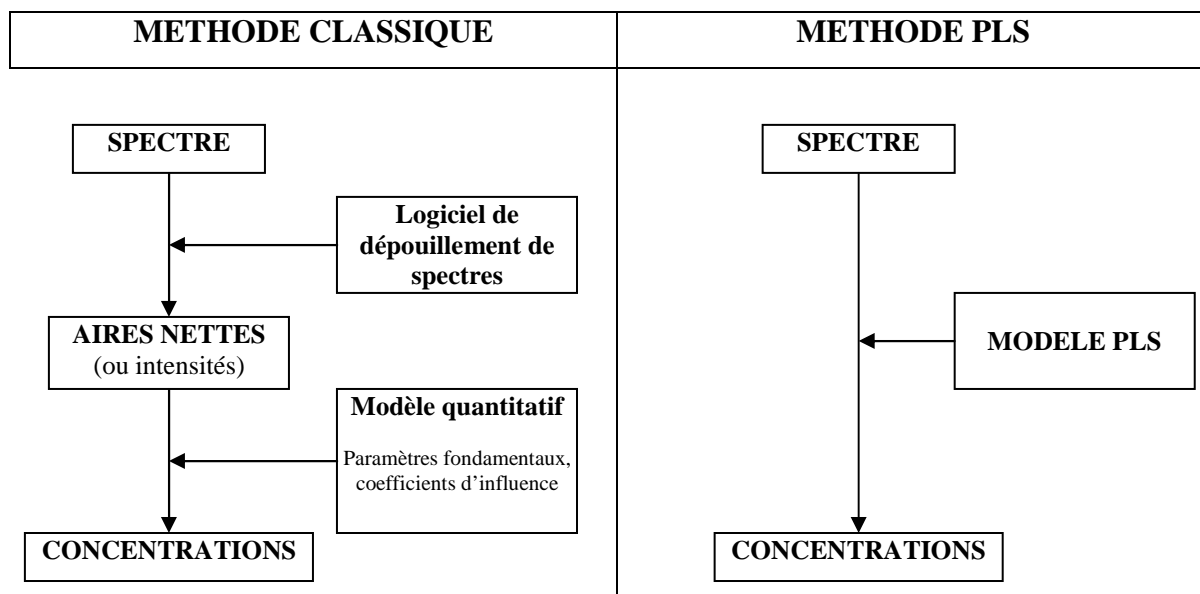 METHODE CLASSIQUE
METHODE PLS
SPECTRE
Logiciel de
dépouillement de
spectres
AIRES NETTES
(ou intensités)
Modèle quantitatif
Paramètres fondamentaux,
coefficients d’influence
CONCENTRATIONS
SPECTRE
MODELE PLS
CONCENTRATIONS